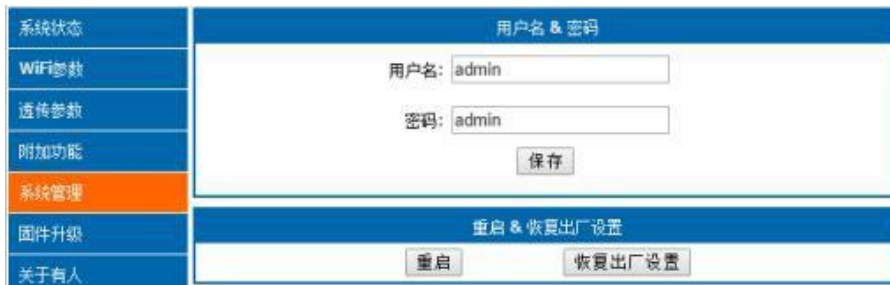 系统状态
WiFi参数
透传参数
附加功能
系统管理
固件升级
关于有人
用户名 & 密码
用户名: admin
密码: admin
保存
重启 & 恢复出厂设置
重启 恢复出厂设置